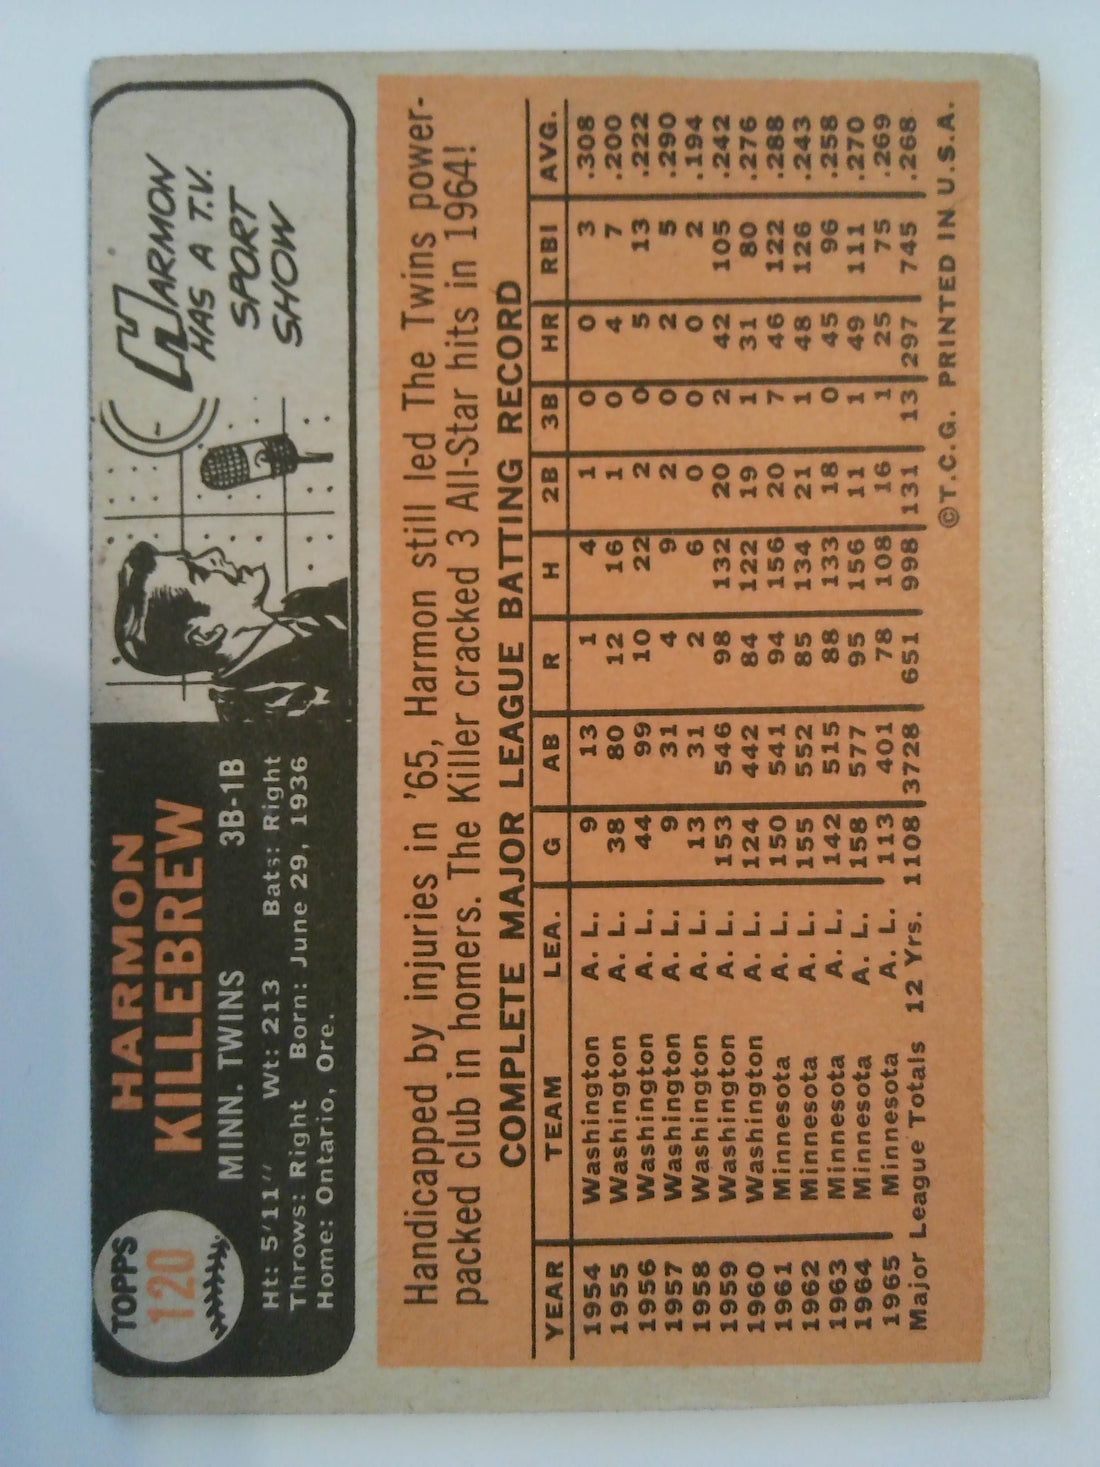 TOPPS
120
HARMON
KILLEBREW
MINN. TWINS 3B-1B
Ht: 5'11" Wt: 213 Bats: Right
Throws: Right Born: June 29, 1936
Home: Ontario, Ore.
HARMON
HAS A T.V.
SPORT
SHOW
Handicapped by injuries in '65, Harmon still led The Twins power-
packed club in homers. The Killer cracked 3 All-Star hits in 1964!
COMPLETE MAJOR LEAGUE BATTING RECORD
YEAR TEAM LEA. G AB R H 2B 3B HR RBI AVG.
1954 Washington A. L. 9 13 1 4 1 0 0 3 .308
1955 Washington A. L. 38 80 12 16 1 0 4 7 .200
1956 Washington A. L. 44 99 10 22 2 0 5 13 .222
1957 Washington A. L. 9 31 4 9 2 0 2 5 .290
1958 Washington A. L. 13 31 2 6 0 0 0 2 .194
1959 Washington A. L. 153 546 98 132 20 2 42 105 .242
1960 Washington A. L. 124 442 84 122 19 1 31 80 .276
1961 Minnesota A. L. 150 541 94 156 20 7 46 122 .288
1962 Minnesota A. L. 155 552 85 134 21 1 48 126 .243
1963 Minnesota A. L. 142 515 88 133 18 0 45 96 .258
1964 Minnesota A. L. 158 577 95 156 11 1 49 111 .270
1965 Minnesota A. L. 113 401 78 108 16 1 25 75 .269
Major League Totals 12 Yrs. 1108 3728 651 998 131 13 297 745 .268
©T.C.G. PRINTED IN U.S.A.